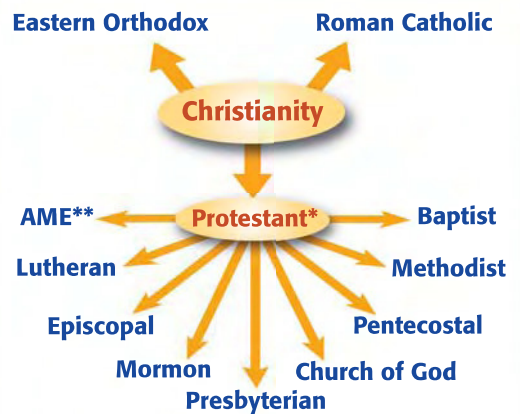 Eastern Orthodox
Roman Catholic
Christianity
AME**
Protestant*
Baptist
Lutheran
Methodist
Episcopal
Pentecostal
Mormon
Church of God
Presbyterian